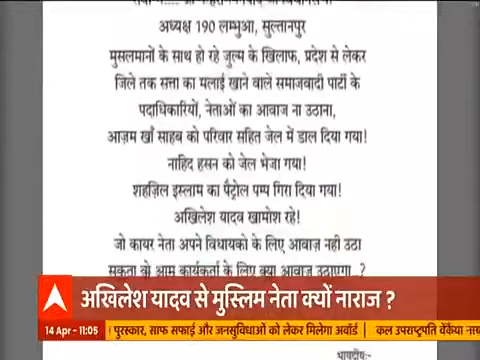 अध्यक्ष 190 लम्भुआ, सुल्तानपुर
मुसलमानों के साथ हो रहे जुल्म के खिलाफ, प्रदेश से लेकर
जिले तक सत्ता का मलाई खाने वाले समाजवादी पार्टी के
पदाधिकारियों, नेताओं का आवाज ना उठाना,
आज़म खाँ साहब को परिवार सहित जेल में डाल दिया गया!
नाहिद हसन को जेल भेजा गया!
शहज़िल इस्लाम का पैट्रोल पम्प गिरा दिया गया!
अखिलेश यादव खामोश रहे!
जो कायर नेता अपने विधायको के लिए आवाज नही उठा
सकता वो आम कार्यकर्ता के लिए क्या आवाज उठाएगा..?
अखिलेश यादव से मुस्लिम नेता क्यों नाराज ?
14 Apr - 11:05
पुरस्कार, साफ सफाई और जनसुविधाओं को लेकर मिलेगा अवॉर्ड | कल उपराष्ट्रपति वेंकैया
भवदीयः-